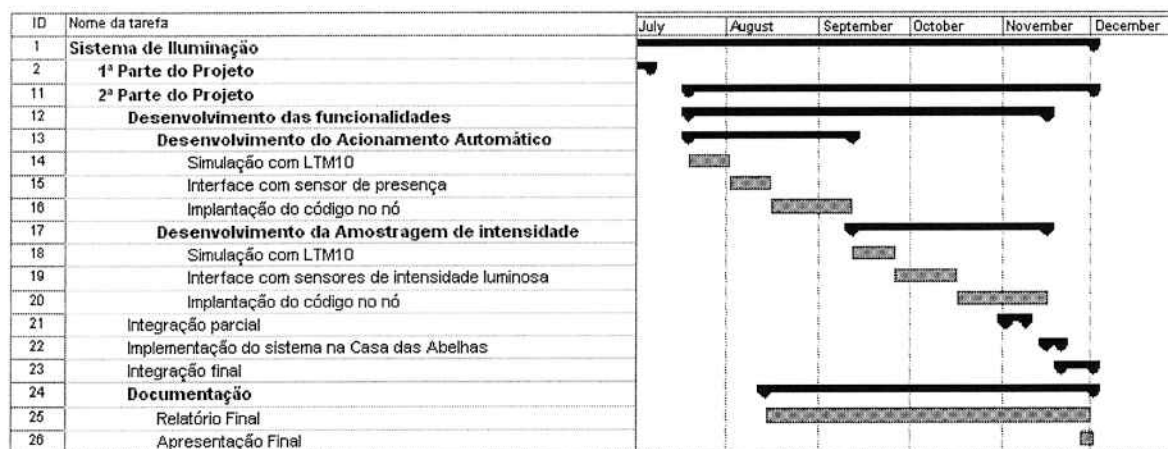 ID Nome da tarefa July August September October November December
1 Sistema de Iluminação
2 1ª Parte do Projeto
11 2ª Parte do Projeto
12 Desenvolvimento das funcionalidades
13 Desenvolvimento do Acionamento Automático
14 Simulação com LTM10
15 Interface com sensor de presença
16 Implantação do código no nó
17 Desenvolvimento da Amostragem de intensidade
18 Simulação com LTM10
19 Interface com sensores de intensidade luminosa
20 Implantação do código no nó
21 Integração parcial
22 Implementação do sistema na Casa das Abelhas
23 Integração final
24 Documentação
25 Relatório Final
26 Apresentação Final